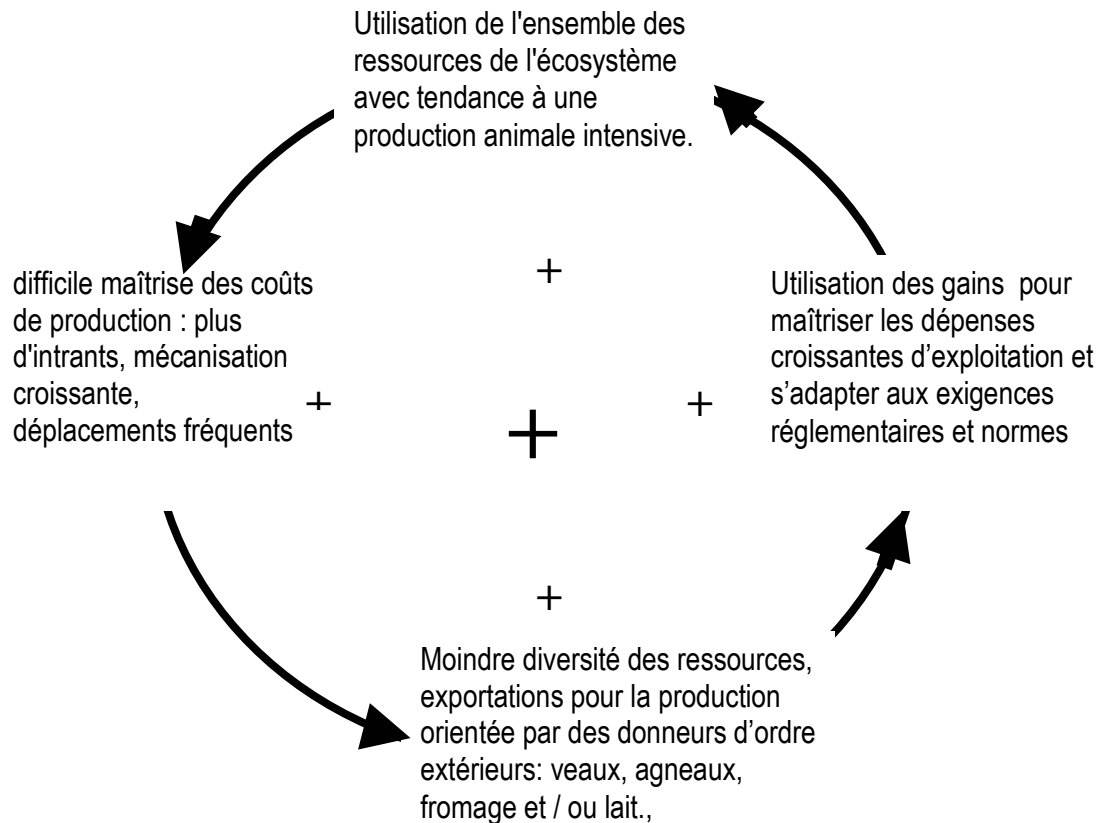 Utilisation de l'ensemble des
ressources de l'écosystème
avec tendance à une
production animale intensive.
difficile maîtrise des coûts
de production : plus
d'intrants, mécanisation
croissante,
déplacements fréquents
+
+
+
+
Utilisation des gains pour
maîtriser les dépenses
croissantes d’exploitation et
s’adapter aux exigences
réglementaires et normes
+
Moindre diversité des ressources,
exportations pour la production
orientée par des donneurs d’ordre
extérieurs: veaux, agneaux,
fromage et / ou lait.,